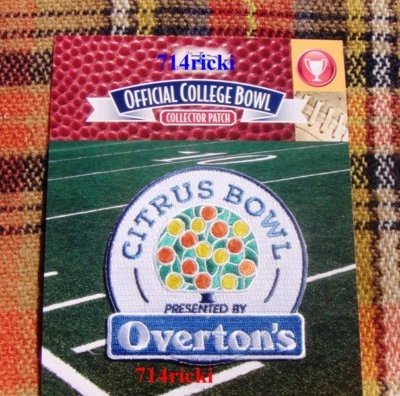 714ricki
OFFICIAL COLLEGE BOWL
COLLECTOR PATCH
CITRUS BOWL
PRESENTED BY
Overton's
714ricki